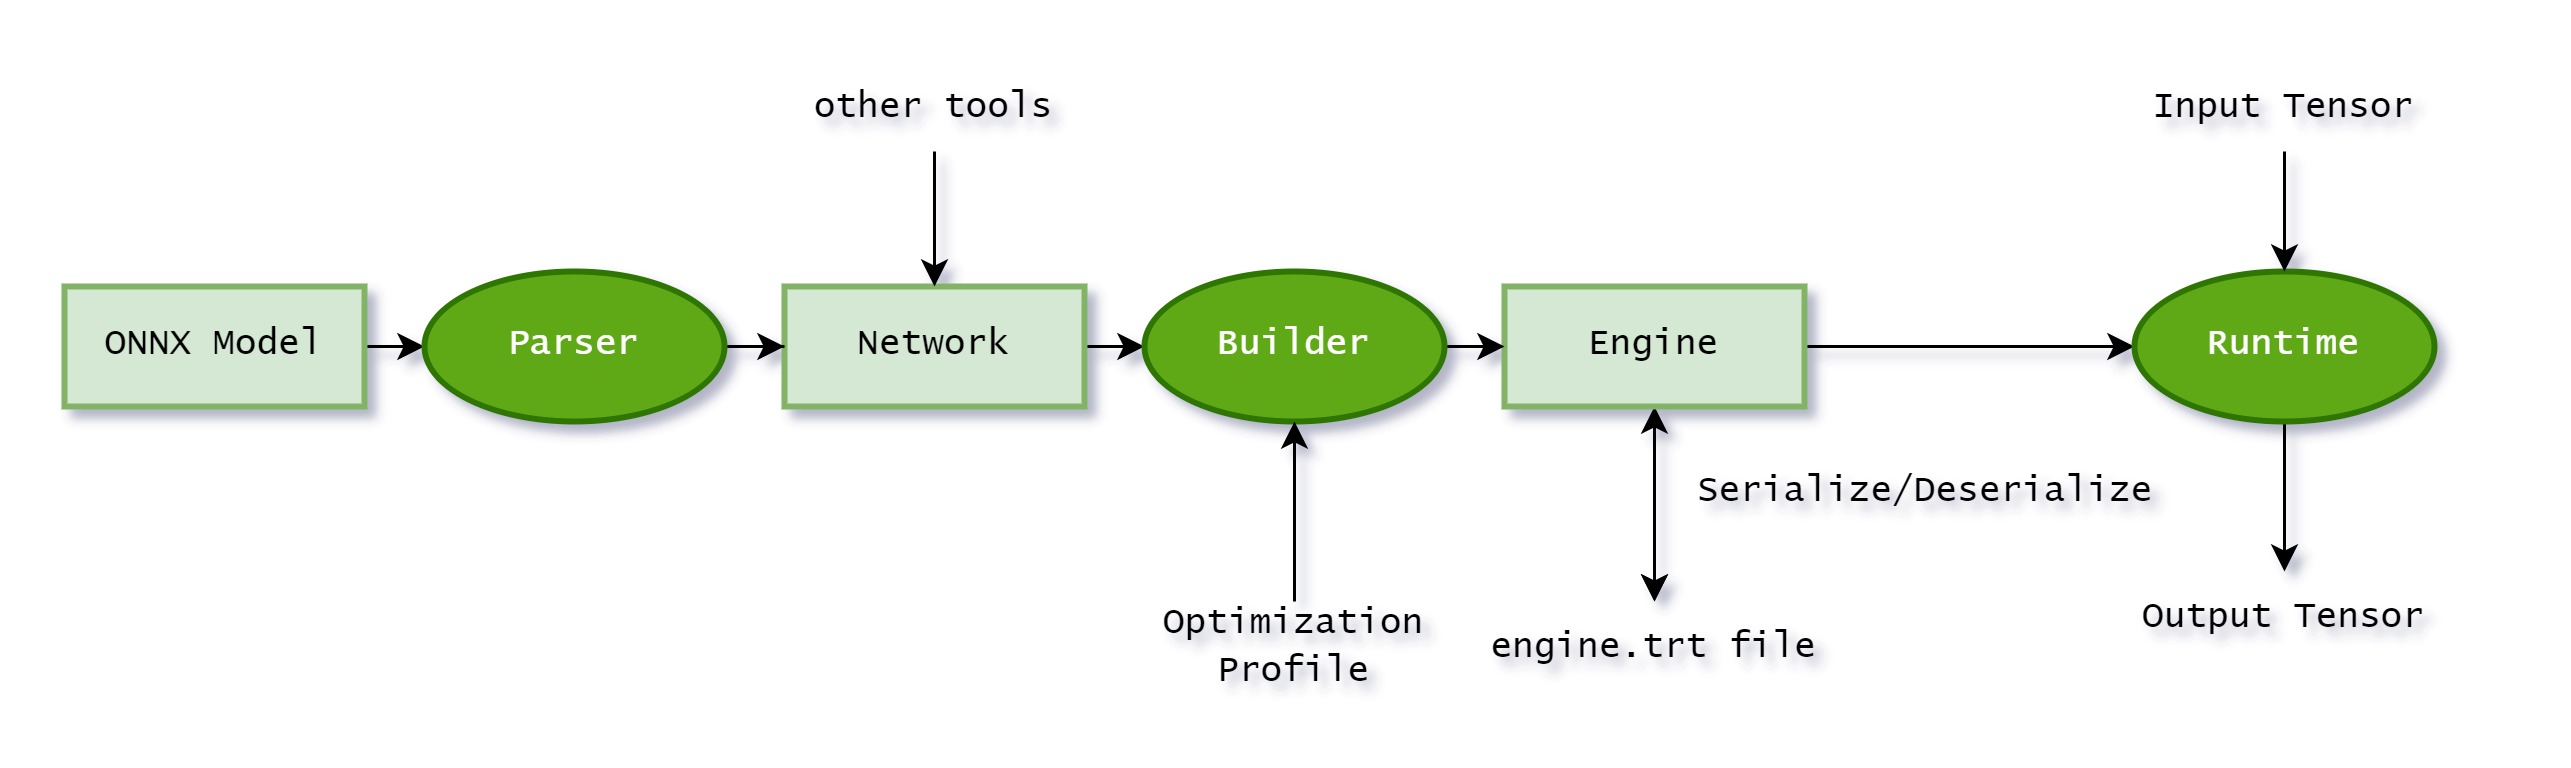 other tools
Input Tensor
ONNX Model
Parser
Network
Builder
Engine
Runtime
Serialize/Deserialize
Optimization
Profile
engine.trt file
Output Tensor